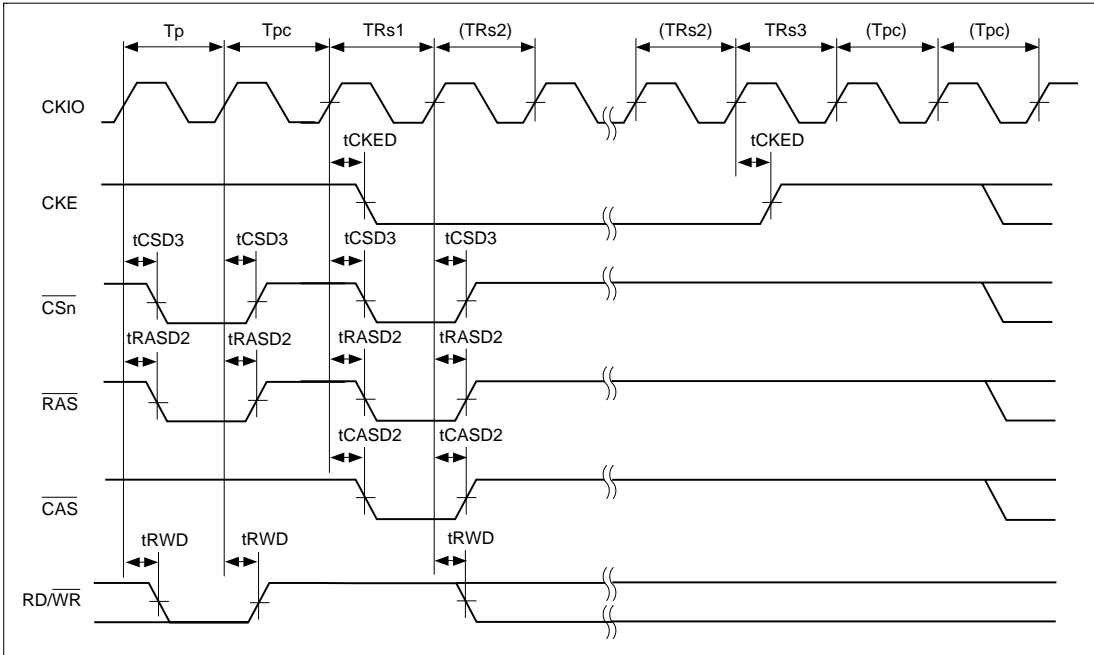 Tp Tpc TRs1 (TRs2) (TRs2) TRs3 (Tpc) (Tpc)
CKIO
tCKED tCKED
CKE
tCSD3 tCSD3 tCSD3 tCSD3
CSn
tRASD2 tRASD2 tRASD2 tRASD2
RAS
tCASD2 tCASD2
CAS
tRWD tRWD tRWD
RD/WR